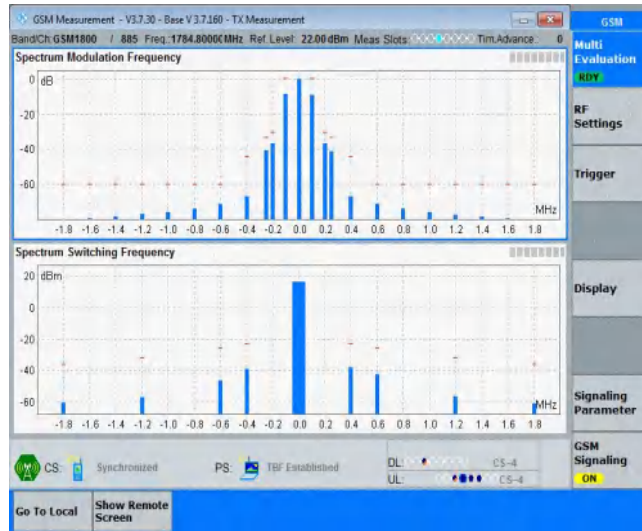 GSM Measurement - V3.7.30 - Base V 3.7.160 - TX Measurement
GSM
Band/Ch: GSM1800 / 885 Freq.: 1784.8000 MHz Ref. Level: 22.00 dBm Meas Slots: Tim.Advance: 0
Multi
Evaluation
RDY
Spectrum Modulation Frequency
0 dB
-20
-40
-60
MHz
-1.8 -1.6 -1.4 -1.2 -1.0 -0.8 -0.6 -0.4 -0.2 0.0 0.2 0.4 0.6 0.8 1.0 1.2 1.4 1.6 1.8
RF
Settings
Trigger
Spectrum Switching Frequency
20 dBm
0
-20
-40
-60
MHz
-1.8 -1.6 -1.4 -1.2 -1.0 -0.8 -0.6 -0.4 -0.2 0.0 0.2 0.4 0.6 0.8 1.0 1.2 1.4 1.6 1.8
Display
Signaling
Parameter
CS: Synchronized PS: TBF Established DL: CS-4
UL: CS-4
GSM
Signaling
ON
Go To Local
Show Remote
Screen